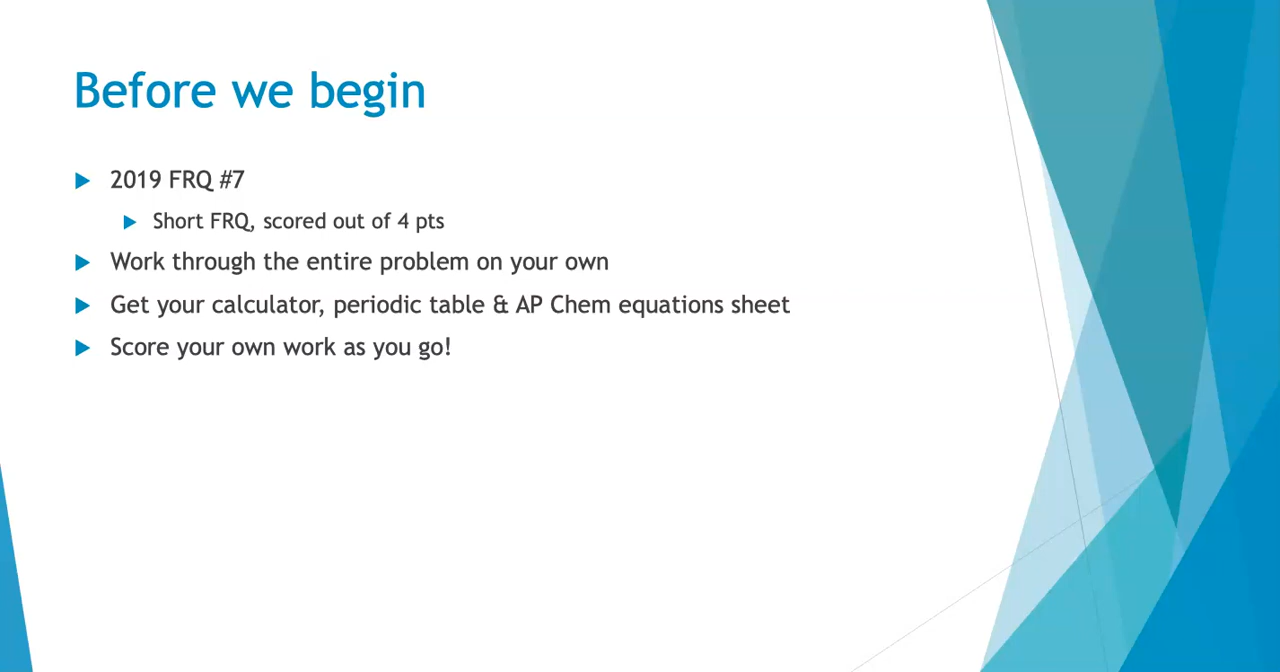 Before we begin
2019 FRQ #7
Short FRQ, scored out of 4 pts
Work through the entire problem on your own
Get your calculator, periodic table & AP Chem equations sheet
Score your own work as you go!